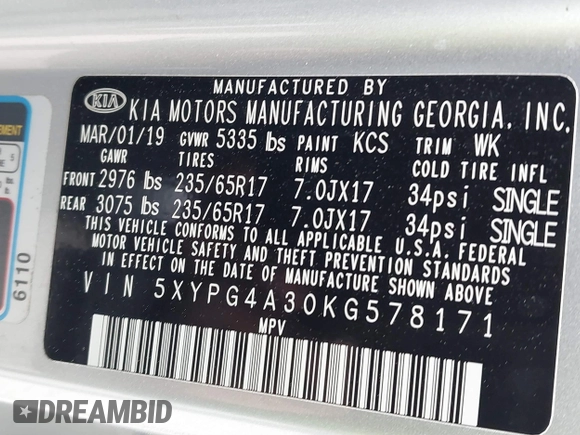 MANUFACTURED BY
KIA KIA MOTORS MANUFACTURING GEORGIA, INC.
MAR/01/19 GVWR 5335 lbs PAINT KCS TRIM WK
GAWR TIRES RIMS COLD TIRE INFL
FRONT 2976 lbs 235/65R17 7.0JX17 34psi SINGLE
REAR 3075 lbs 235/65R17 7.0JX17 34psi SINGLE
THIS VEHICLE CONFORMS TO ALL APPLICABLE U.S.A. FEDERAL
MOTOR VEHICLE SAFETY AND THEFT PREVENTION STANDARDS
IN EFFECT ON THE DATE OF MANUFACTURE SHOWN ABOVE
VIN 5XYPG4A30KG578171
MPV
6110
DREAMBID